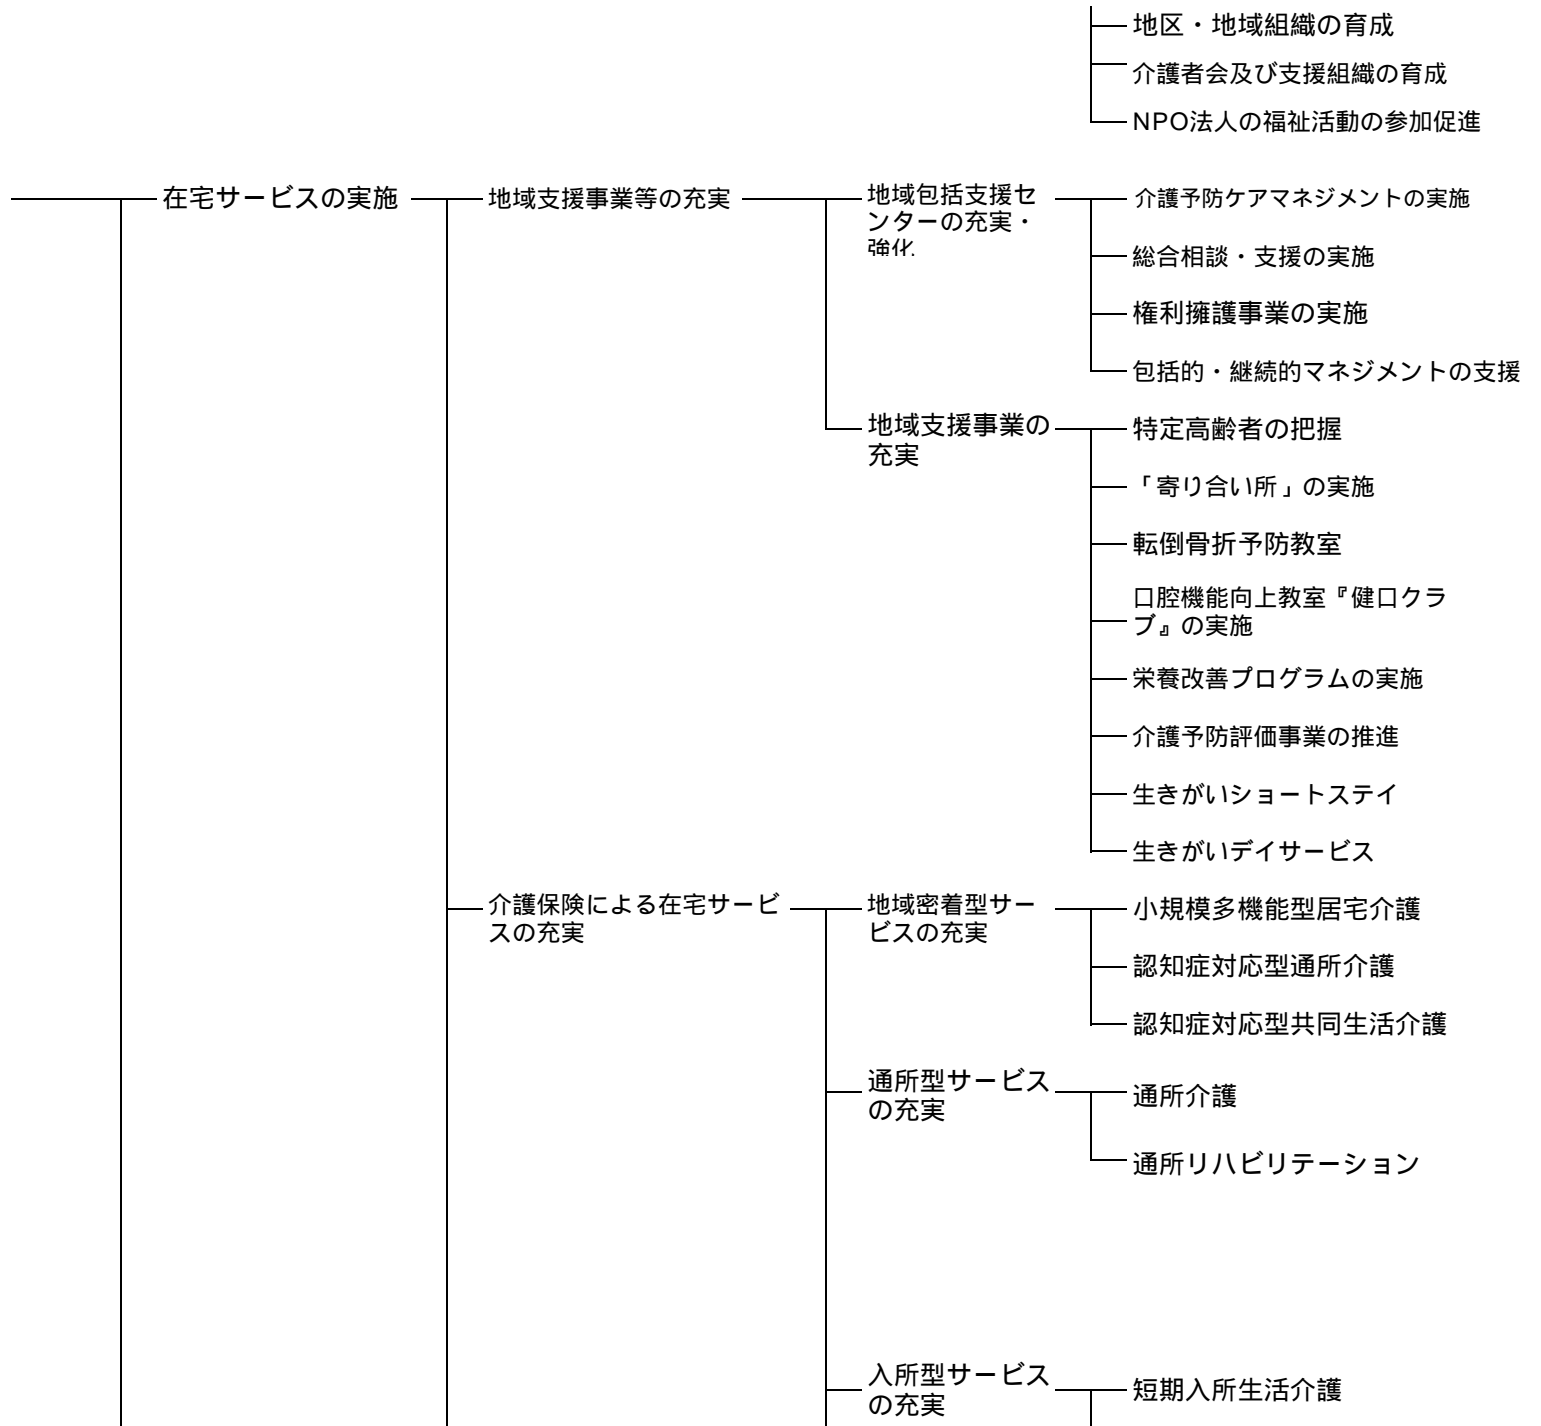 地区・地域組織の育成
介護者会及び支援組織の育成
NPO法人の福祉活動の参加促進
在宅サービスの実施
地域支援事業等の充実
地域包括支援セ
ンターの充実・
強化
介護予防ケアマネジメントの実施
総合相談・支援の実施
権利擁護事業の実施
包括的・継続的マネジメントの支援
地域支援事業の
充実
特定高齢者の把握
「寄り合い所」の実施
転倒骨折予防教室
口腔機能向上教室『健口クラ
ブ』の実施
栄養改善プログラムの実施
介護予防評価事業の推進
生きがいショートステイ
生きがいデイサービス
介護保険による在宅サービ
スの充実
地域密着型サー
ビスの充実
小規模多機能型居宅介護
認知症対応型通所介護
認知症対応型共同生活介護
通所型サービス
の充実
通所介護
通所リハビリテーション
入所型サービス
の充実
短期入所生活介護